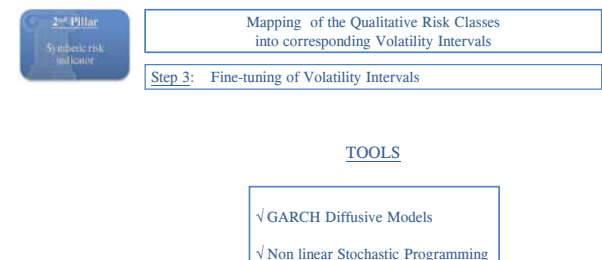 2nd Pillar
Synthetic risk
indicator
Mapping of the Qualitative Risk Classes
into corresponding Volatility Intervals
Step 3: Fine-tuning of Volatility Intervals
TOOLS
√ GARCH Diffusive Models
√ Non linear Stochastic Programming